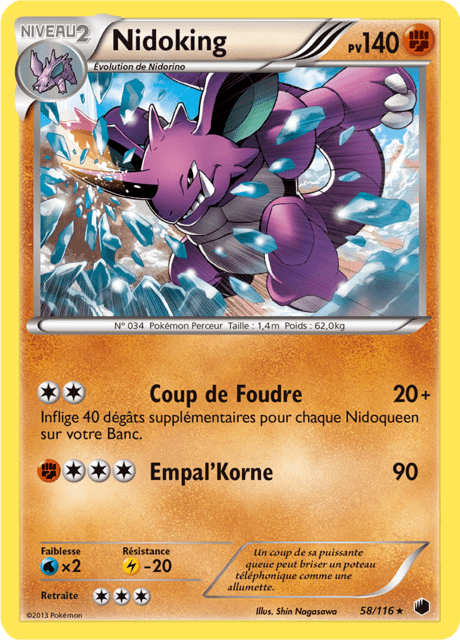 NIVEAU2
Nidoking
PV140
Évolution de Nidorino
N° 034 Pokémon Perceur Taille : 1,4m Poids : 62,0kg
Coup de Foudre 20+
Inflige 40 dégâts supplémentaires pour chaque Nidoqueen
sur votre Banc.
Empal'Korne 90
Faiblesse Résistance
×2 -20
Retraite
Un coup de sa puissante
queue peut briser un poteau
téléphonique comme une
allumette.
©2013 Pokémon Illus. Shin Nagasawa 58/116 ★